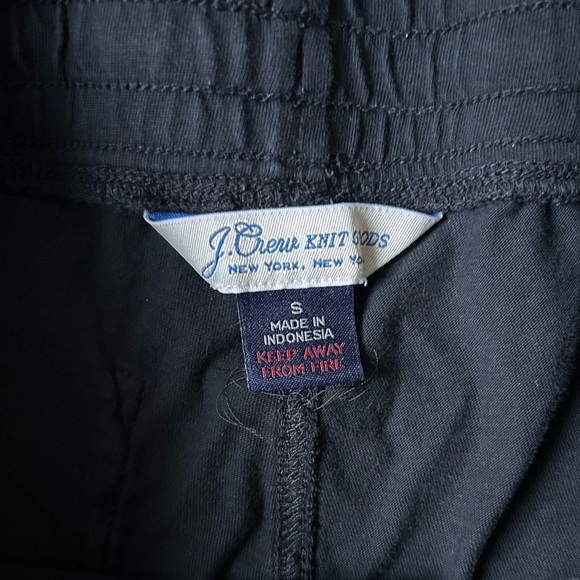 J.Crew KNIT GOODS
NEW YORK, NEW YO
S
MADE IN
INDONESIA
KEEP AWAY
FROM FIRE